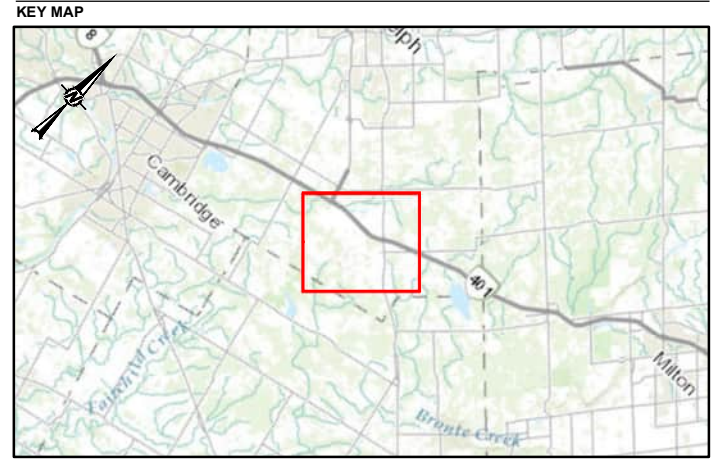 KEY MAP
8
elph
N
Cambridge
401
Milton
Fairchild Creek
Bronte Creek